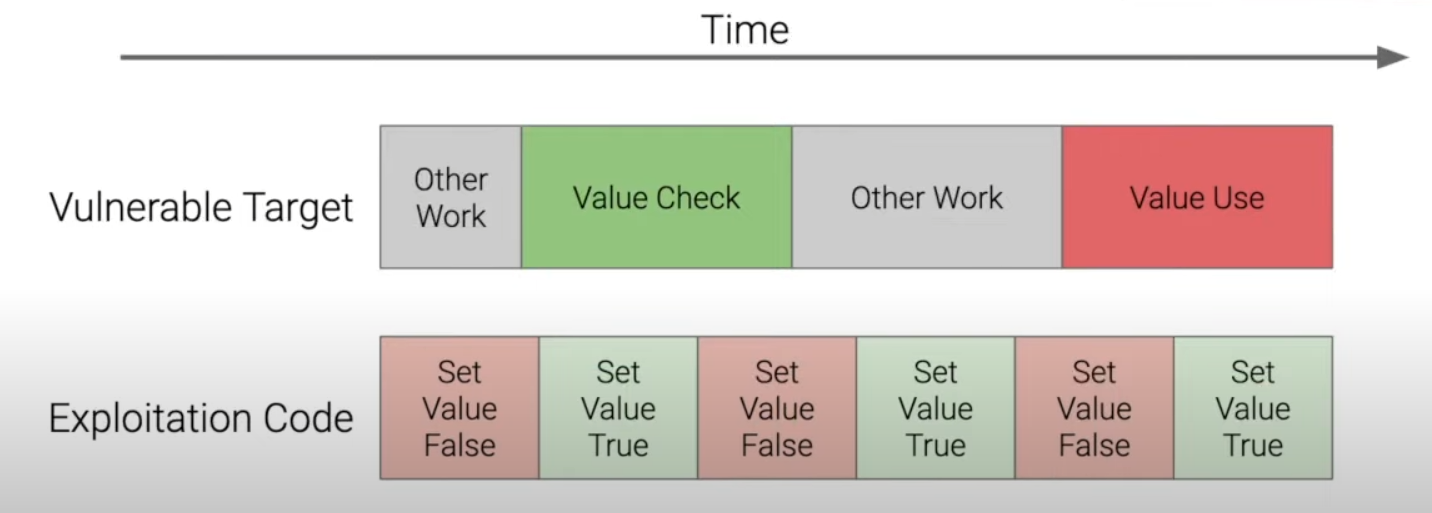 Time
Vulnerable Target
Other
Work
Value Check
Other Work
Value Use
Exploitation Code
Set
Value
False
Set
Value
True
Set
Value
False
Set
Value
True
Set
Value
False
Set
Value
True